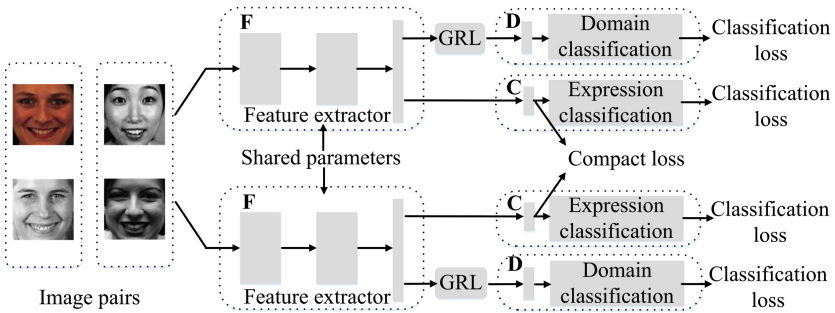 F
GRL
D
Domain
classification
Classification
loss
C
Expression
classification
Classification
loss
Feature extractor
Shared parameters
Compact loss
F
C
Expression
classification
Classification
loss
D
GRL
Domain
classification
Classification
loss
Feature extractor
Image pairs